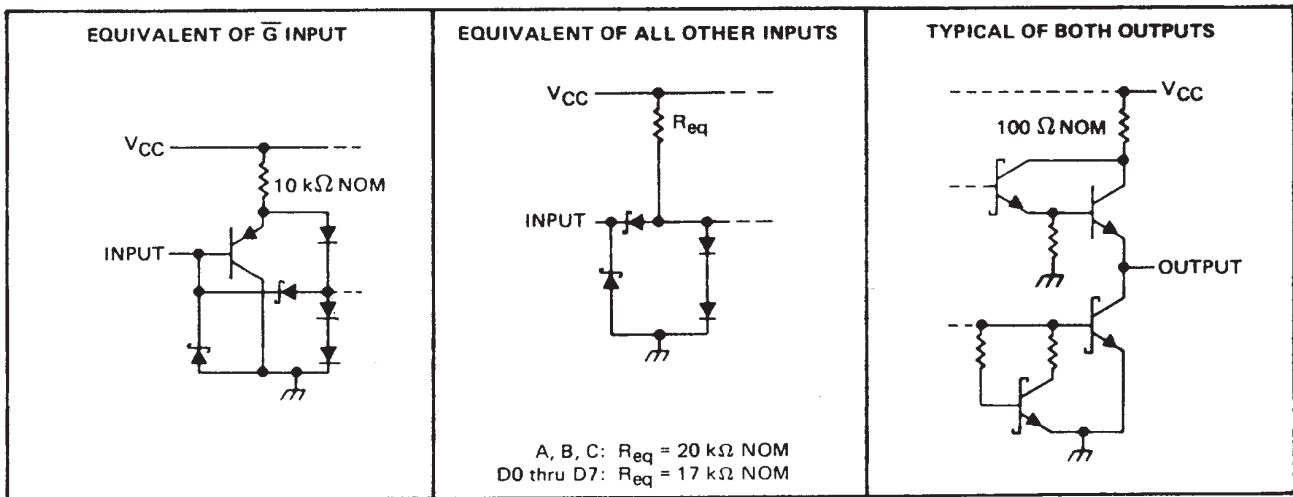 EQUIVALENT OF G̅ INPUT
VCC
10 kΩ NOM
INPUT
EQUIVALENT OF ALL OTHER INPUTS
VCC
Req
INPUT
A, B, C: Req = 20 kΩ NOM
D0 thru D7: Req = 17 kΩ NOM
TYPICAL OF BOTH OUTPUTS
VCC
100 Ω NOM
OUTPUT